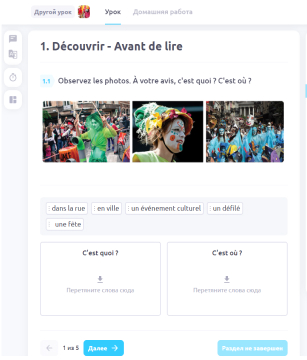 Другой урок
Урок
Домашняя работа
1. Découvrir - Avant de lire
1.1 Observez les photos. À votre avis, c'est quoi ? C'est où ?
dans la rue
en ville
un événement culturel
un défilé
une fête
C'est quoi ?
C'est où ?
Перетяните слова сюда
Перетяните слова сюда
1 из 5
Далее →
Раздел не завершен